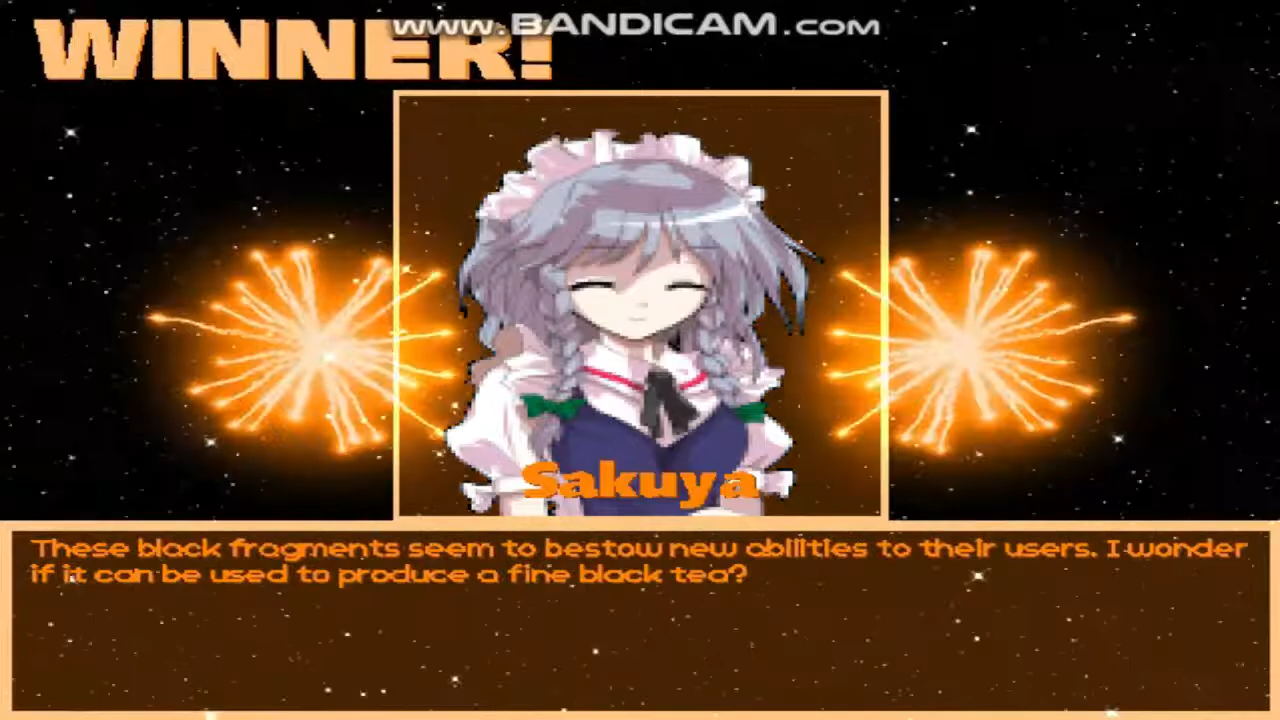 www.BANDICAM.com
WINNER!
Sakuya
These black fragments seem to bestow new abilities to their users. I wonder
if it can be used to produce a fine black tea?